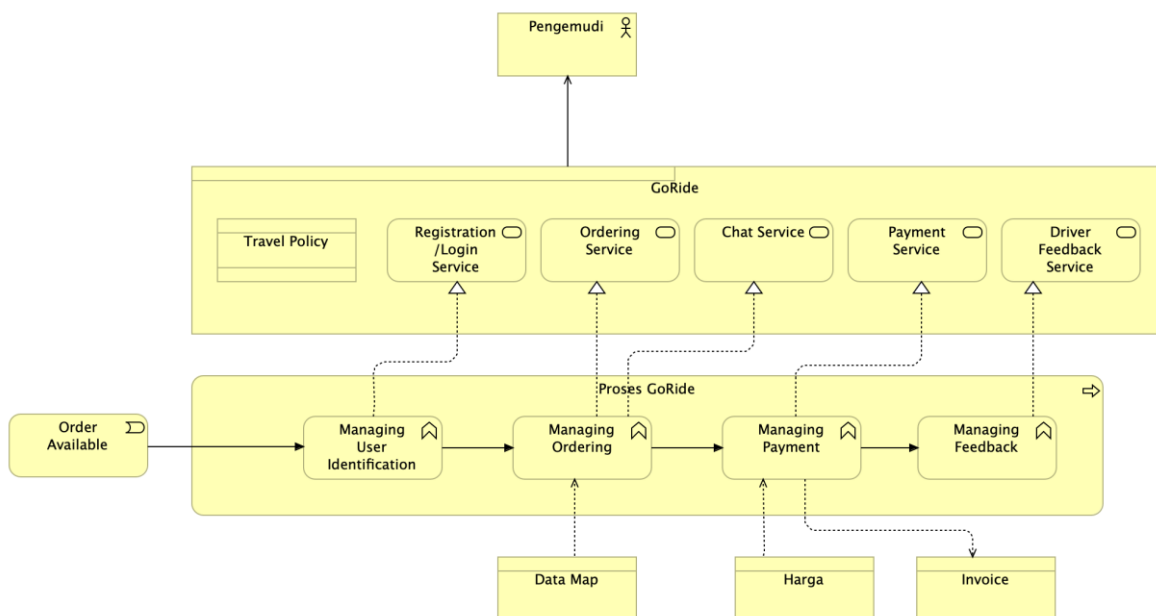 Pengemudi
GoRide
Travel Policy
Registration
/Login
Service
Ordering
Service
Chat Service
Payment
Service
Driver
Feedback
Service
Proses GoRide
Order
Available
Managing
User
Identification
Managing
Ordering
Managing
Payment
Managing
Feedback
Data Map
Harga
Invoice